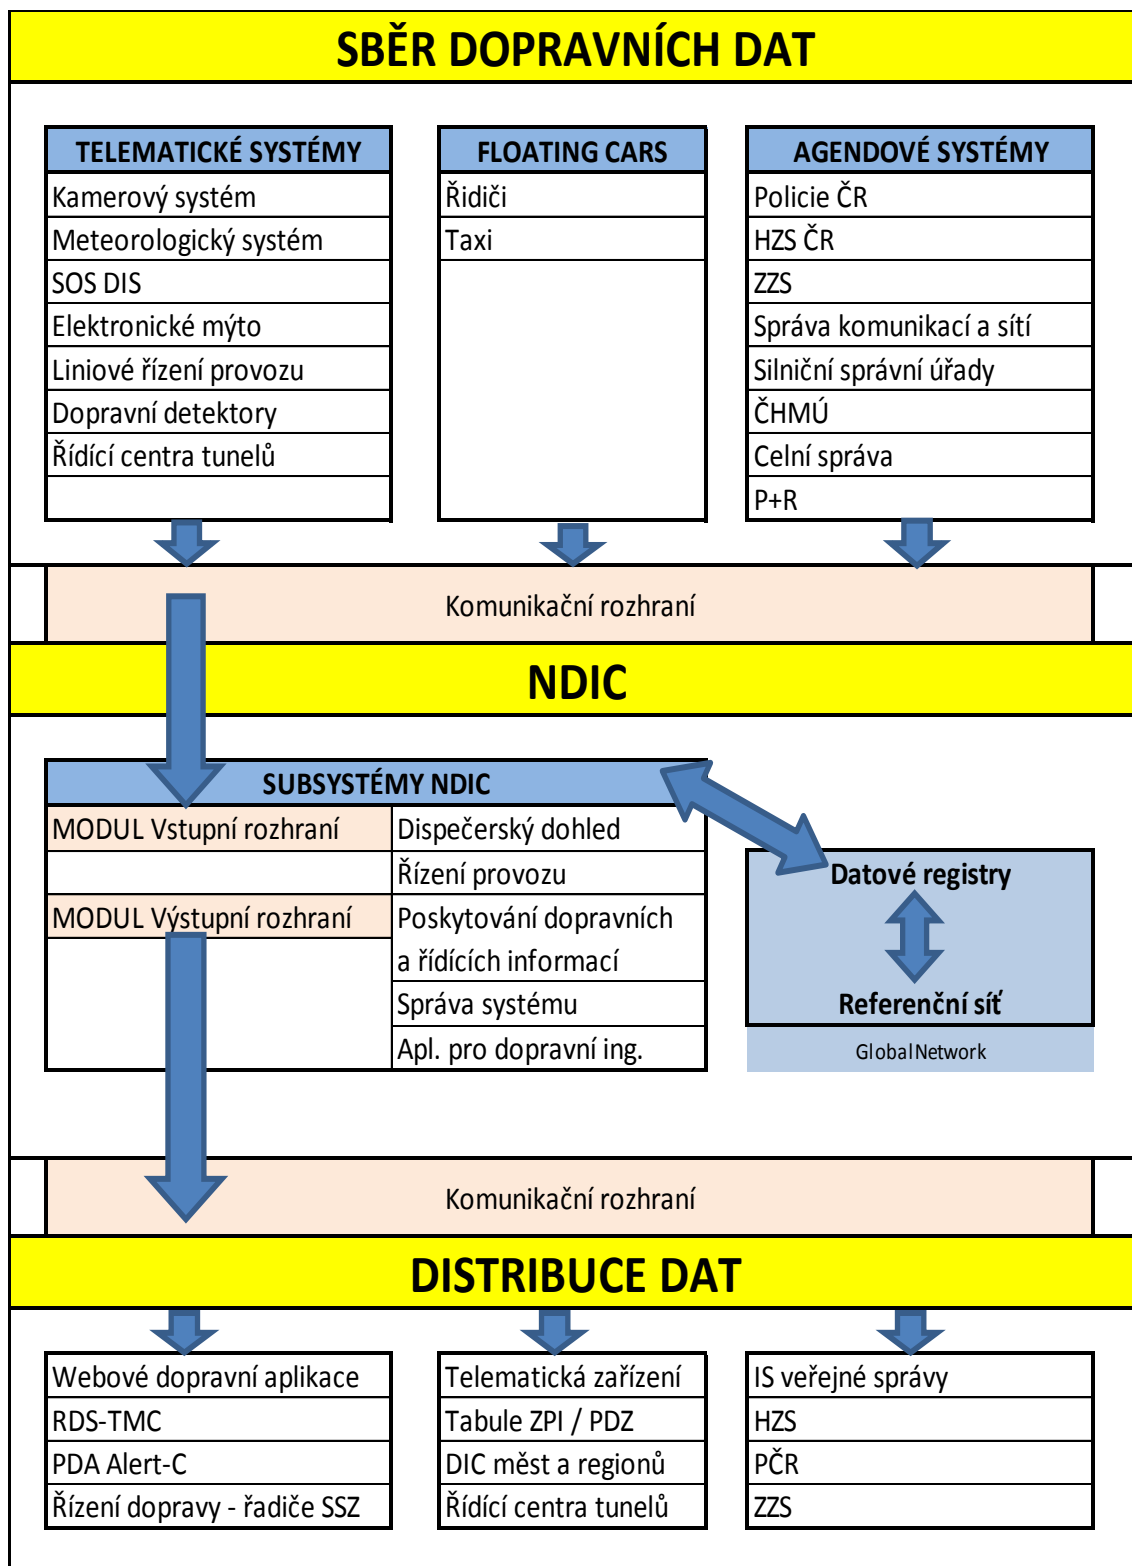 SBĚR DOPRAVNÍCH DAT
TELEMATICKÉ SYSTÉMY
Kamerový systém
Meteorologický systém
SOS DIS
Elektronické mýto
Liniové řízení provozu
Dopravní detektory
Řídící centra tunelů
FLOATING CARS
Řidiči
Taxi
AGENDOVÉ SYSTÉMY
Policie ČR
HZS ČR
ZZS
Správa komunikací a sítí
Silniční správní úřady
ČHMÚ
Celní správa
P+R
Komunikační rozhraní
NDIC
SUBSYSTÉMY NDIC
MODUL Vstupní rozhraní
MODUL Výstupní rozhraní
Dispečerský dohled
Řízení provozu
Poskytování dopravních
a řídících informací
Správa systému
Apl. pro dopravní ing.
Datové registry
Referenční síť
GlobalNetwork
Komunikační rozhraní
DISTRIBUCE DAT
Webové dopravní aplikace
RDS-TMC
PDA Alert-C
Řízení dopravy - řadiče SSZ
Telematická zařízení
Tabule ZPI / PDZ
DIC měst a regionů
Řídící centra tunelů
IS veřejné správy
HZS
PČR
ZZS